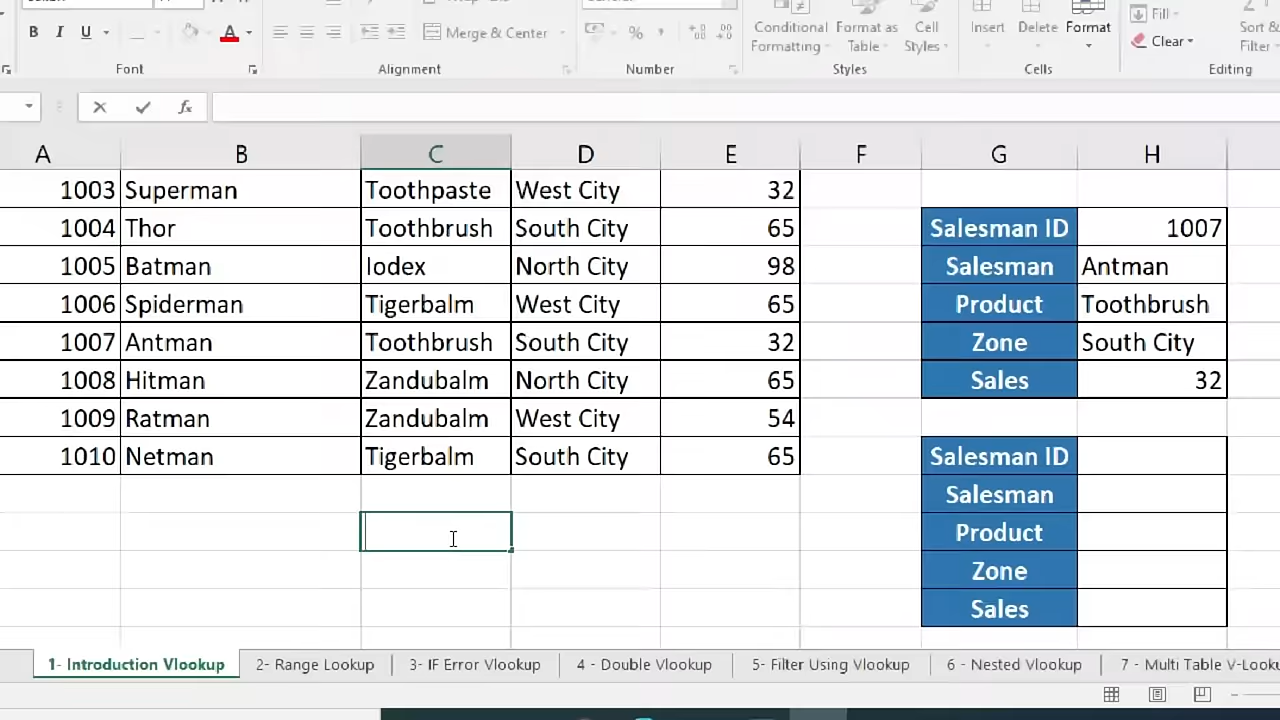 B I U A Merge & Center % Conditional Formatting Format as Table Cell Styles Insert Delete Format Fill Clear Sort & Filter
Font Alignment Number Styles Cells Editing
fx
A B C D E F G H
1003 Superman Toothpaste West City 32
1004 Thor Toothbrush South City 65 Salesman ID 1007
1005 Batman Iodex North City 98 Salesman Antman
1006 Spiderman Tigerbalm West City 65 Product Toothbrush
1007 Antman Toothbrush South City 32 Zone South City
1008 Hitman Zandubalm North City 65 Sales 32
1009 Ratman Zandubalm West City 54
1010 Netman Tigerbalm South City 65 Salesman ID
Salesman
Product
Zone
Sales
1- Introduction Vlookup 2- Range Lookup 3- IF Error Vlookup 4 - Double Vlookup 5- Filter Using Vlookup 6 - Nested Vlookup 7 - Multi Table V-Looku